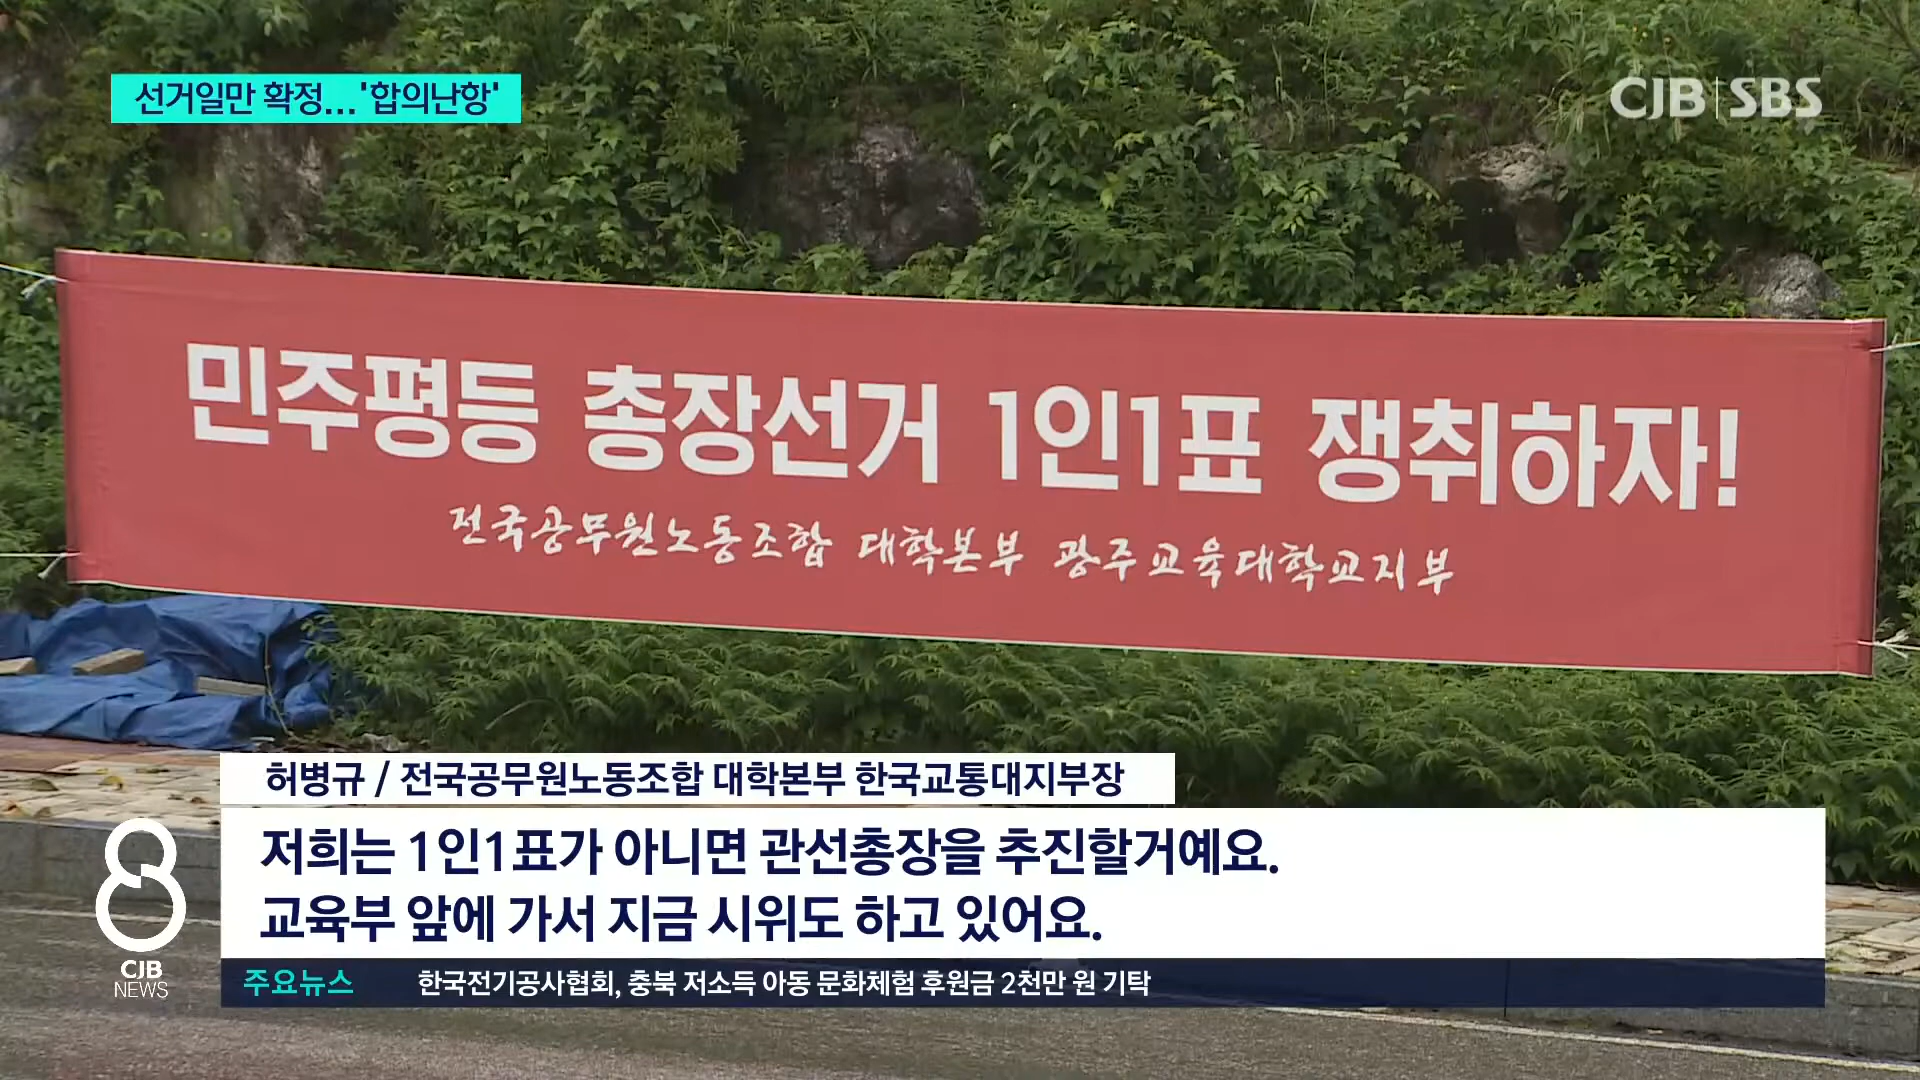 선거일만 확정...'합의난항'
CJB SBS
민주평등 총장선거 1인1표 쟁취하자!
전국공무원노동조합 대학본부 광주교육대학교지부
허병규 / 전국공무원노동조합 대학본부 한국교통대지부장
저희는 1인1표가 아니면 관선총장을 추진할거예요.
교육부 앞에 가서 지금 시위도 하고 있어요.
8
CJB
NEWS
주요뉴스 한국전기공사협회, 충북 저소득 아동 문화체험 후원금 2천만 원 기탁